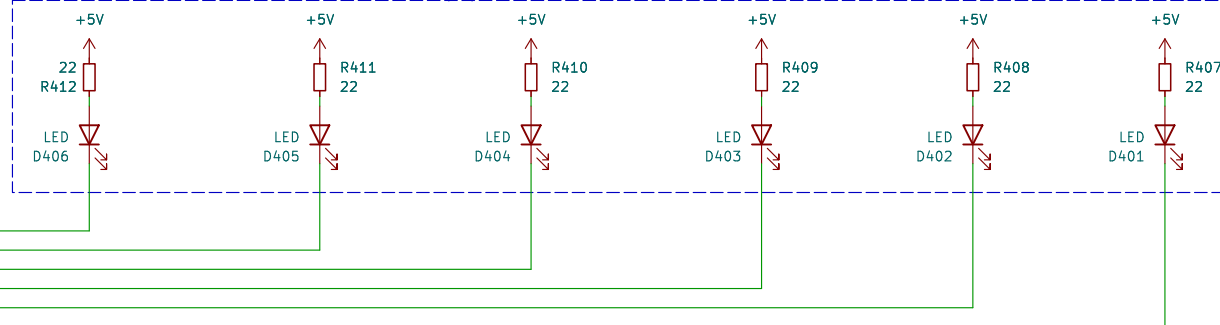 +5V
+5V
+5V
+5V
+5V
+5V
22
R412
R411
22
R410
22
R409
22
R408
22
R407
22
LED
D406
LED
D405
LED
D404
LED
D403
LED
D402
LED
D401